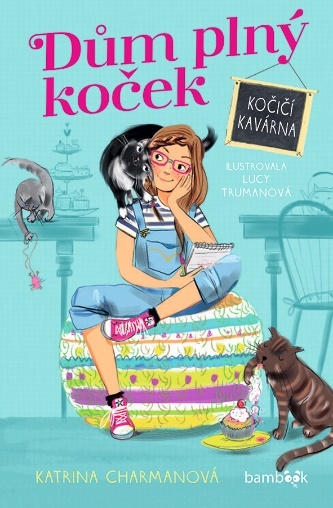 Dům plný
koček
KOČIČÍ
KAVÁRNA
ILUSTROVALA
LUCY
TRUMANOVÁ
KATRINA CHARMANOVÁ
bambook